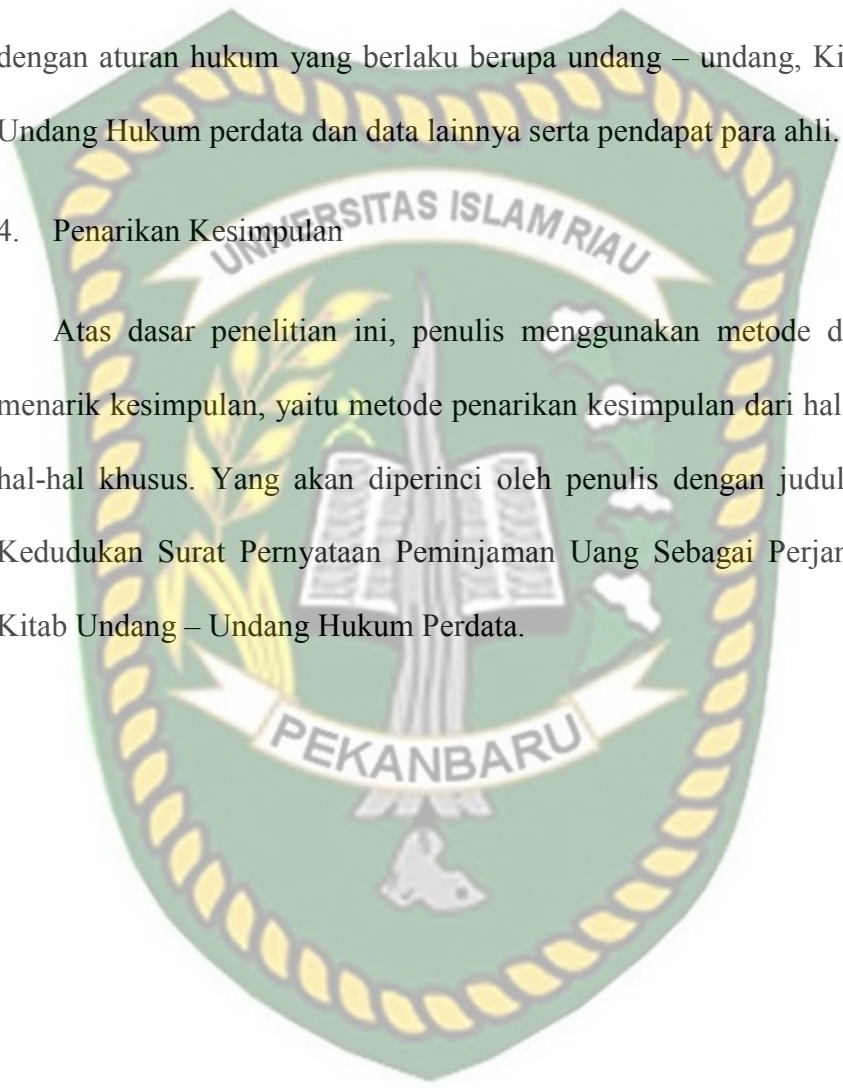 dengan aturan hukum yang berlaku berupa undang – undang, Ki
Undang Hukum perdata dan data lainnya serta pendapat para ahli.
4. Penarikan Kesimpulan
UNIVERSITAS ISLAM RIAU
Atas dasar penelitian ini, penulis menggunakan metode d
menarik kesimpulan, yaitu metode penarikan kesimpulan dari hal
hal-hal khusus. Yang akan diperinci oleh penulis dengan judul
Kedudukan Surat Pernyataan Peminjaman Uang Sebagai Perjan
Kitab Undang – Undang Hukum Perdata.
PEKANBARU